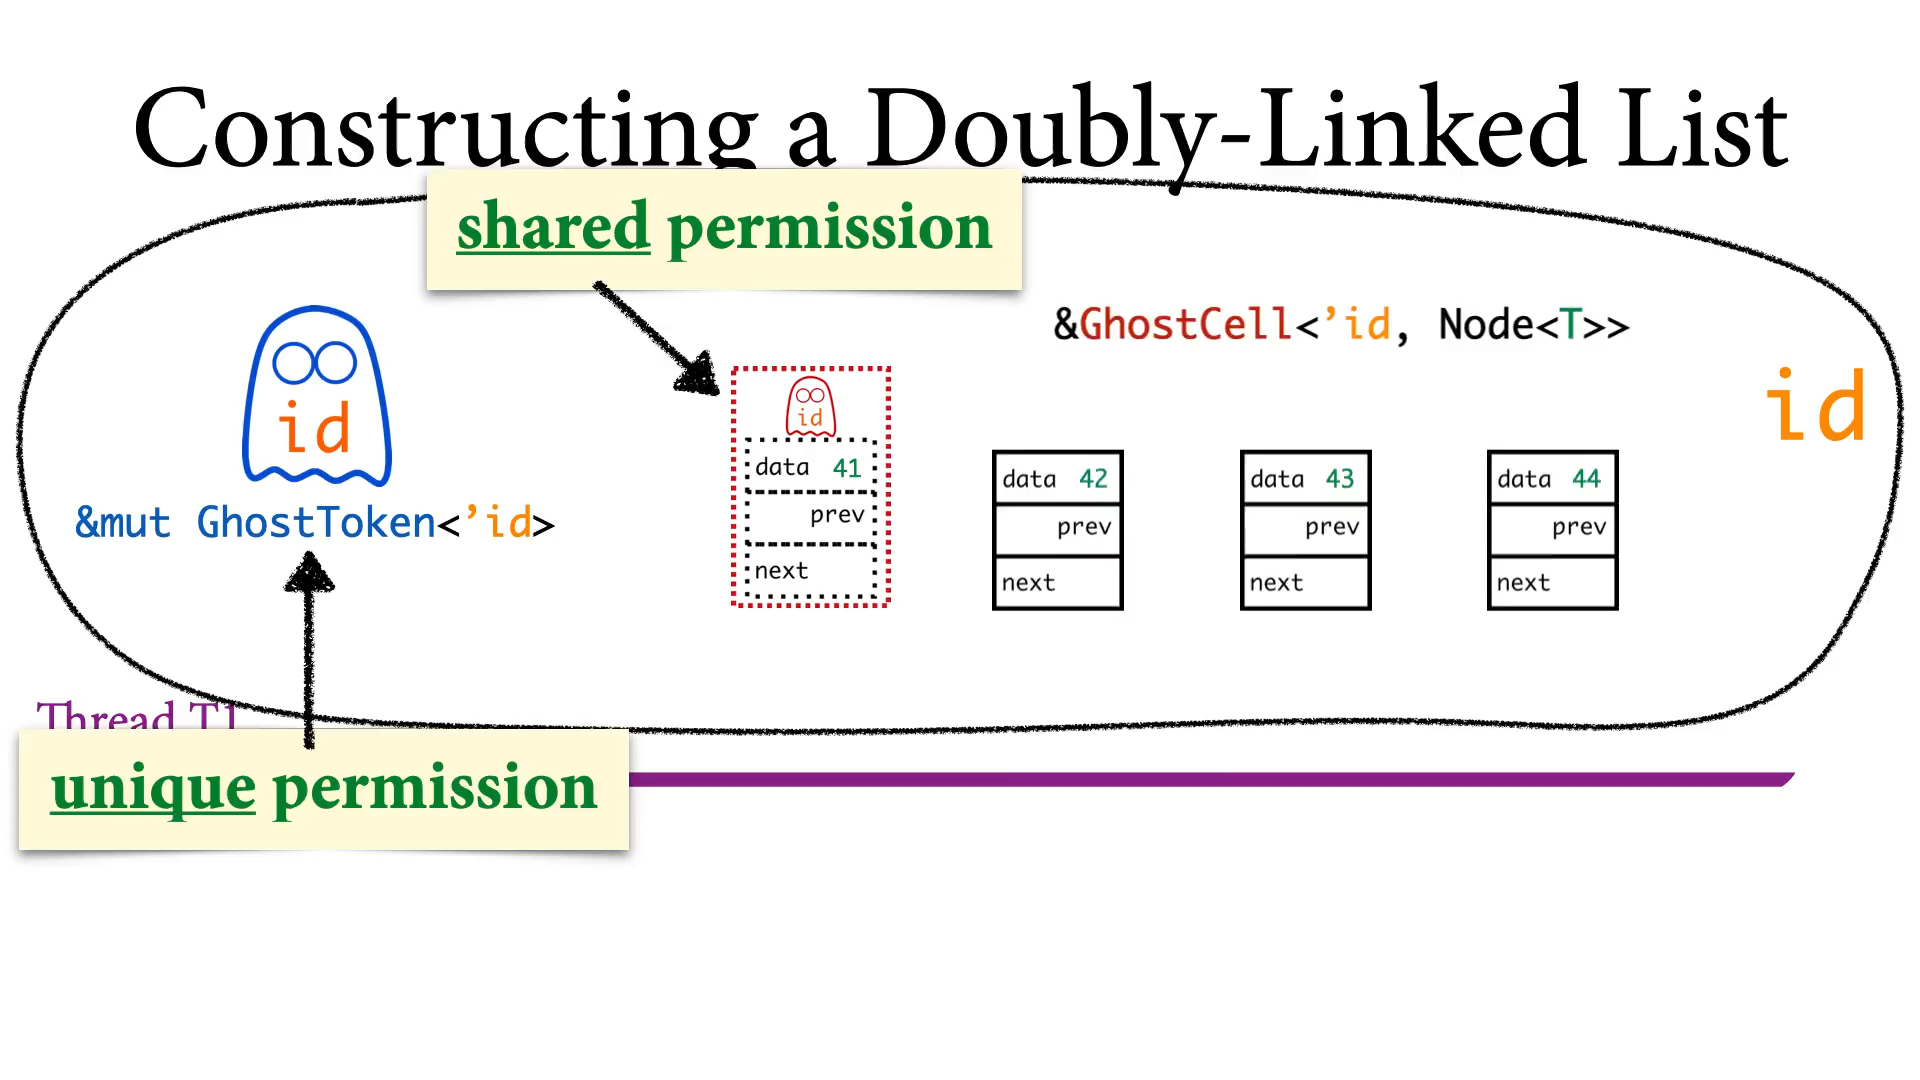 Constructing a Doubly-Linked List
shared permission
&GhostCell<’id, Node<T>>
id
id
&mut GhostToken<’id>
id
data 41
prev
next
data 42
prev
next
data 43
prev
next
data 44
prev
next
Thread T1
unique permission